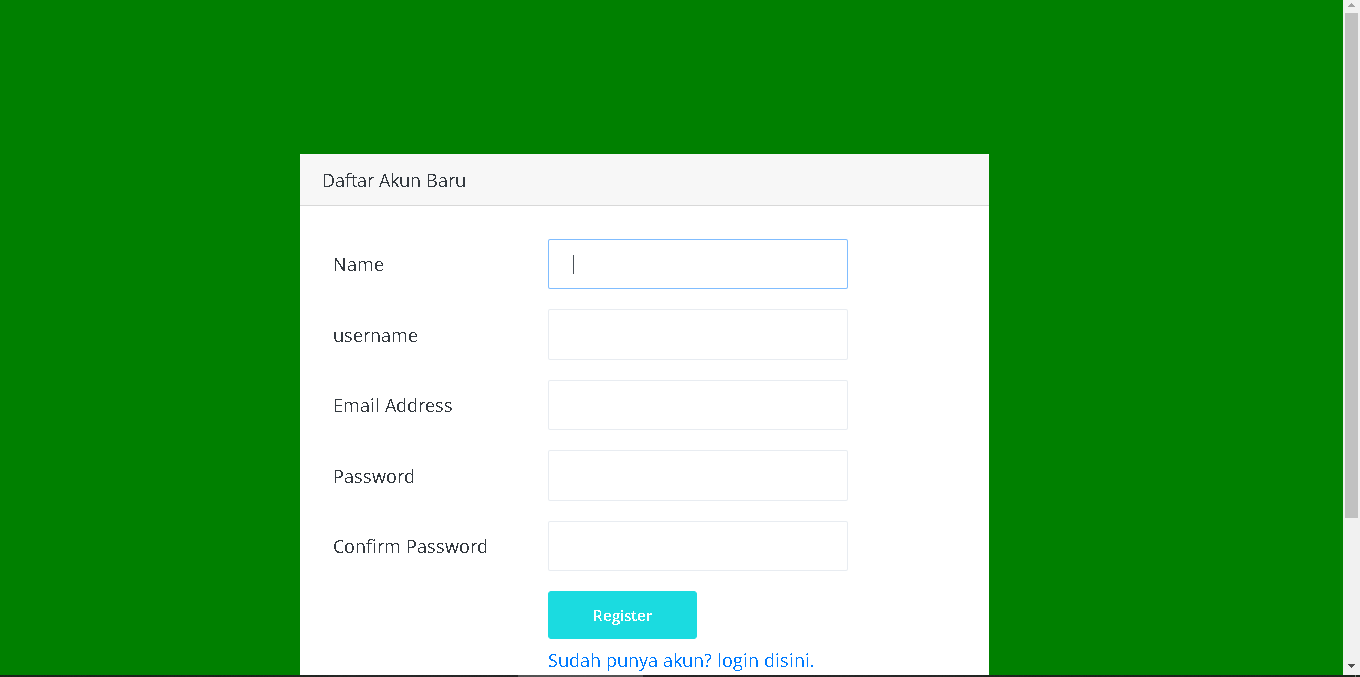 Daftar Akun Baru
Name
username
Email Address
Password
Confirm Password
Register
Sudah punya akun? login disini.